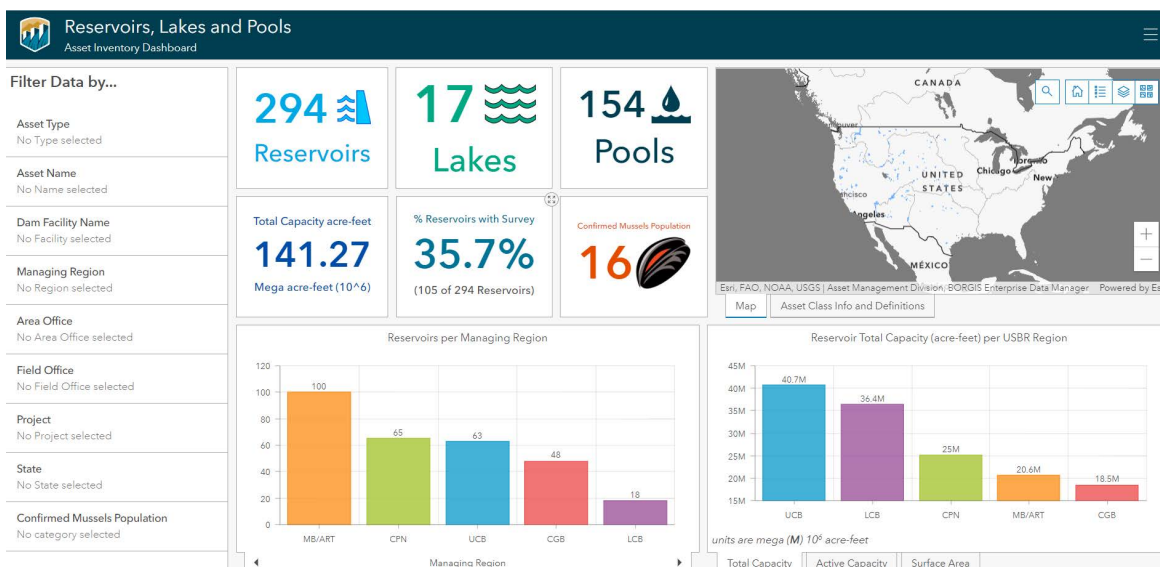 Reservoirs, Lakes and Pools
Asset Inventory Dashboard
Filter Data by...
Asset Type
No Type selected
Asset Name
No Name selected
Dam Facility Name
No Facility selected
Managing Region
No Region selected
Area Office
No Area Office selected
Field Office
No Field Office selected
Project
No Project selected
State
No State selected
Confirmed Mussels Population
No category selected
294
Reservoirs
17
Lakes
154
Pools
Total Capacity acre-feet
141.27
Mega acre-feet (10^6)
% Reservoirs with Survey
35.7%
(105 of 294 Reservoirs)
Confirmed Mussels Population
16
CANADA
UNITED
STATES
Chicago
Toronto
New
Angeles
MÉXICO
Esri, FAO, NOAA, USGS | Asset Management Division, BORGIS Enterprise Data Manager
Powered by Es
Map
Asset Class Info and Definitions
Reservoirs per Managing Region
120
100
80
60
40
20
0
100
65
63
48
18
MB/ART
CPN
UCB
CGB
LCB
Managing Region
Reservoir Total Capacity (acre-feet) per USBR Region
45M
40M
35M
30M
25M
20M
15M
40.7M
36.4M
25M
20.6M
18.5M
UCB
LCB
CPN
MB/ART
CGB
units are mega (M) 10⁶ acre-feet
Total Capacity
Active Capacity
Surface Area